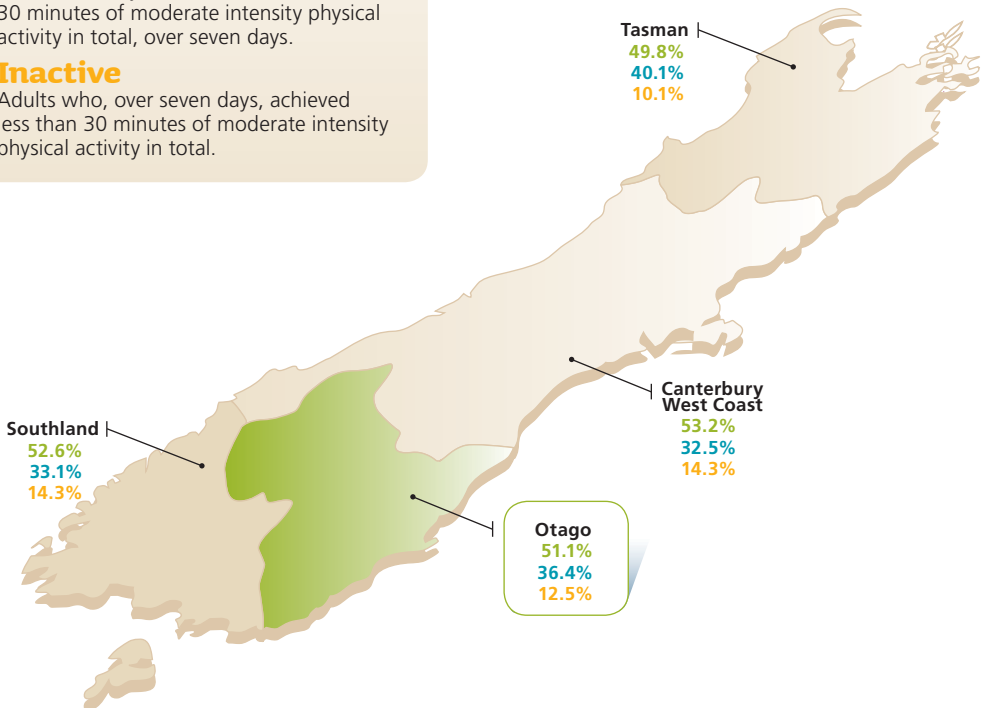 30 minutes of moderate intensity physical
activity in total, over seven days.
Inactive
Adults who, over seven days, achieved
less than 30 minutes of moderate intensity
physical activity in total.
Tasman
49.8%
40.1%
10.1%
Canterbury
West Coast
53.2%
32.5%
14.3%
Southland
52.6%
33.1%
14.3%
Otago
51.1%
36.4%
12.5%